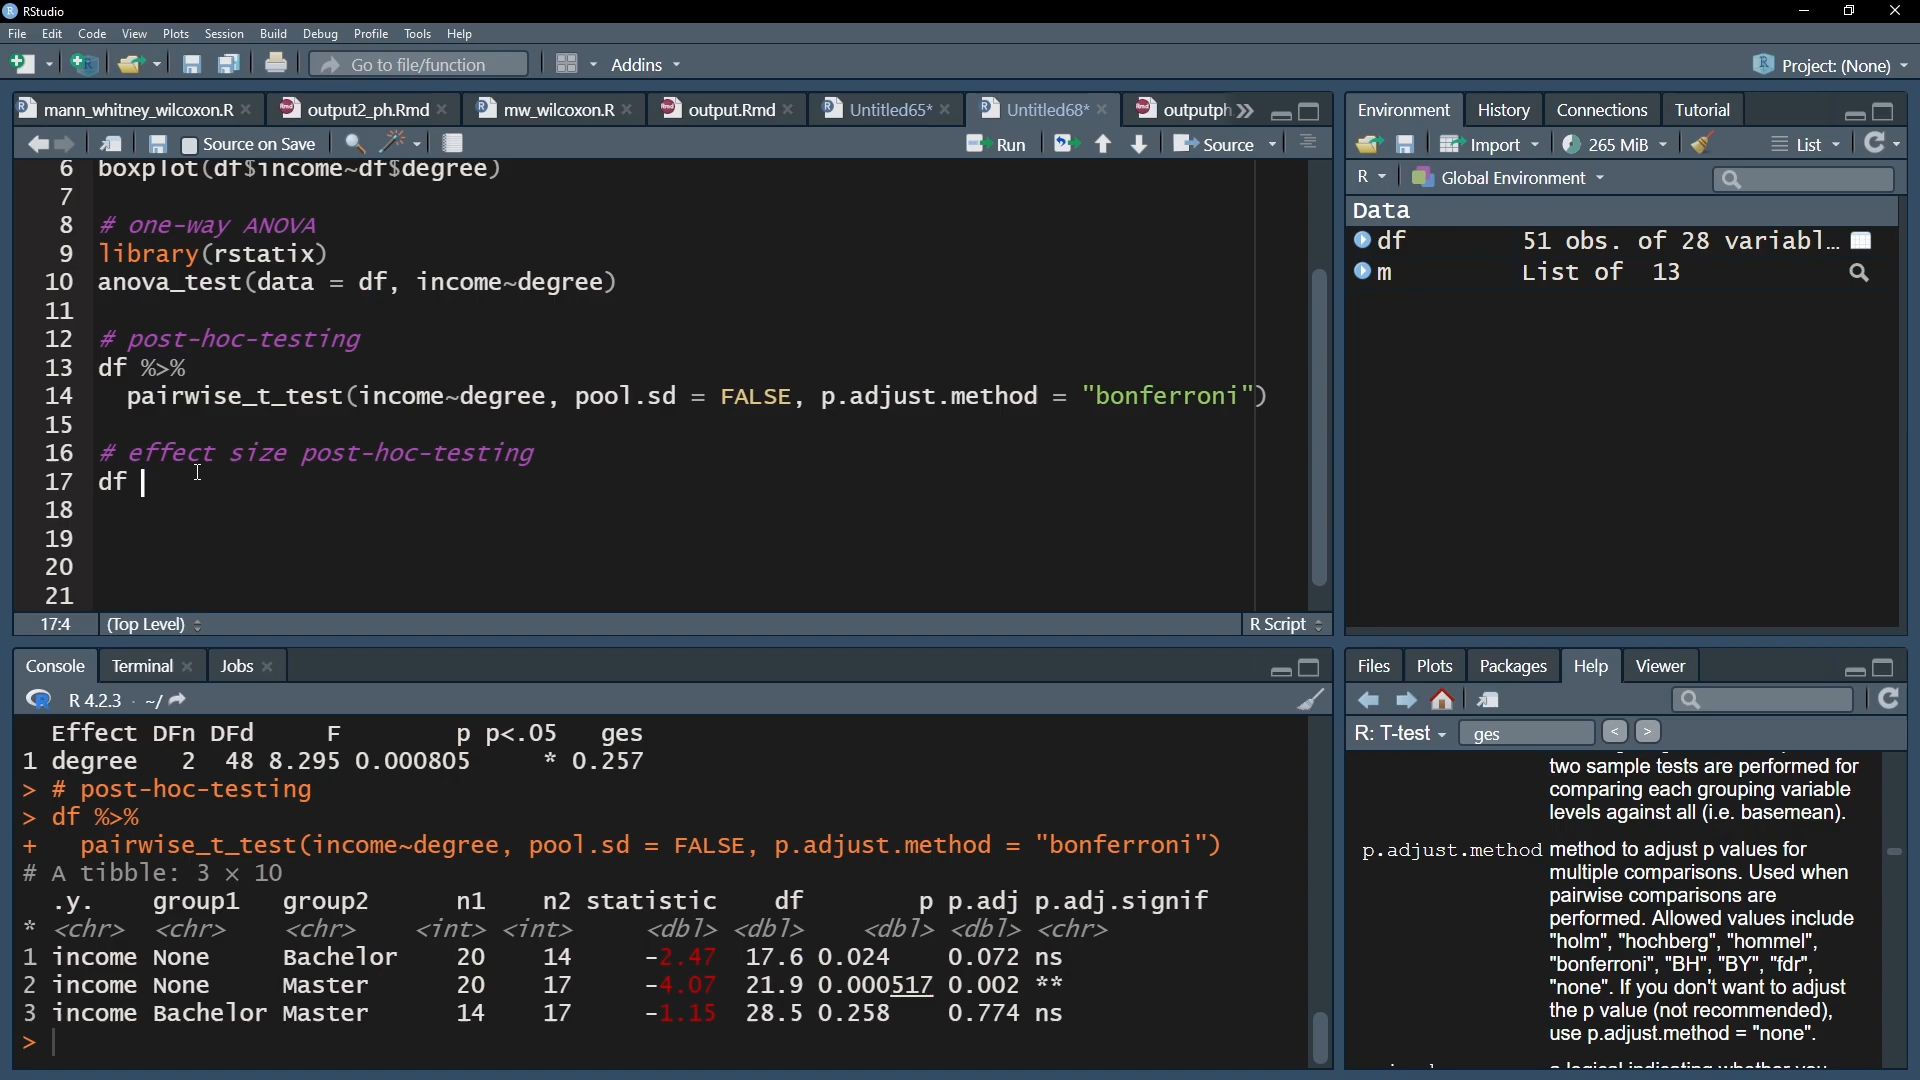 RStudio
File Edit Code View Plots Session Build Debug Profile Tools Help
Go to file/function Addins Project: (None)
mann_whitney_wilcoxon.R output2_ph.Rmd mw_wilcoxon.R output.Rmd Untitled65* Untitled68* outputph
Source on Save Run Source
6 boxplot(df$income~df$degree)
7
8 # one-way ANOVA
9 library(rstatix)
10 anova_test(data = df, income~degree)
11
12 # post-hoc-testing
13 df %>%
14 pairwise_t_test(income~degree, pool.sd = FALSE, p.adjust.method = "bonferroni")
15
16 # effect size post-hoc-testing
17 df
18
19
20
21
17:4 (Top Level) R Script
Console Terminal Jobs
R 4.2.3 · ~/
Effect DFn DFd F p p<.05 ges
1 degree 2 48 8.295 0.000805 * 0.257
> # post-hoc-testing
> df %>%
+ pairwise_t_test(income~degree, pool.sd = FALSE, p.adjust.method = "bonferroni")
# A tibble: 3 × 10
.y. group1 group2 n1 n2 statistic df p p.adj p.adj.signif
* <chr> <chr> <chr> <int> <int> <dbl> <dbl> <dbl> <dbl> <chr>
1 income None Bachelor 20 14 -2.47 17.6 0.024 0.072 ns
2 income None Master 20 17 -4.07 21.9 0.000517 0.002 **
3 income Bachelor Master 14 17 -1.15 28.5 0.258 0.774 ns
>
Environment History Connections Tutorial
Import 265 MiB List
R Global Environment
Data
df 51 obs. of 28 variabl…
m List of 13
Files Plots Packages Help Viewer
R: T-test ges < >
two sample tests are performed for
comparing each grouping variable
levels against all (i.e. basemean).
p.adjust.method method to adjust p values for
multiple comparisons. Used when
pairwise comparisons are
performed. Allowed values include
"holm", "hochberg", "hommel",
"bonferroni", "BH", "BY", "fdr",
"none". If you don't want to adjust
the p value (not recommended),
use p.adjust.method = "none".